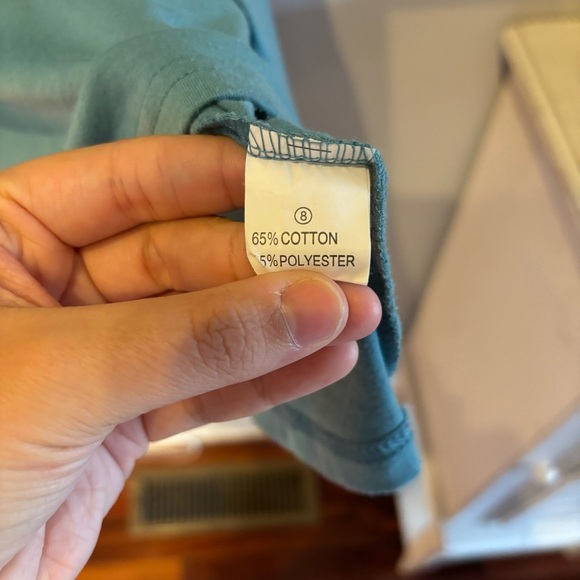 ⑧
65% COTTON
5% POLYESTER